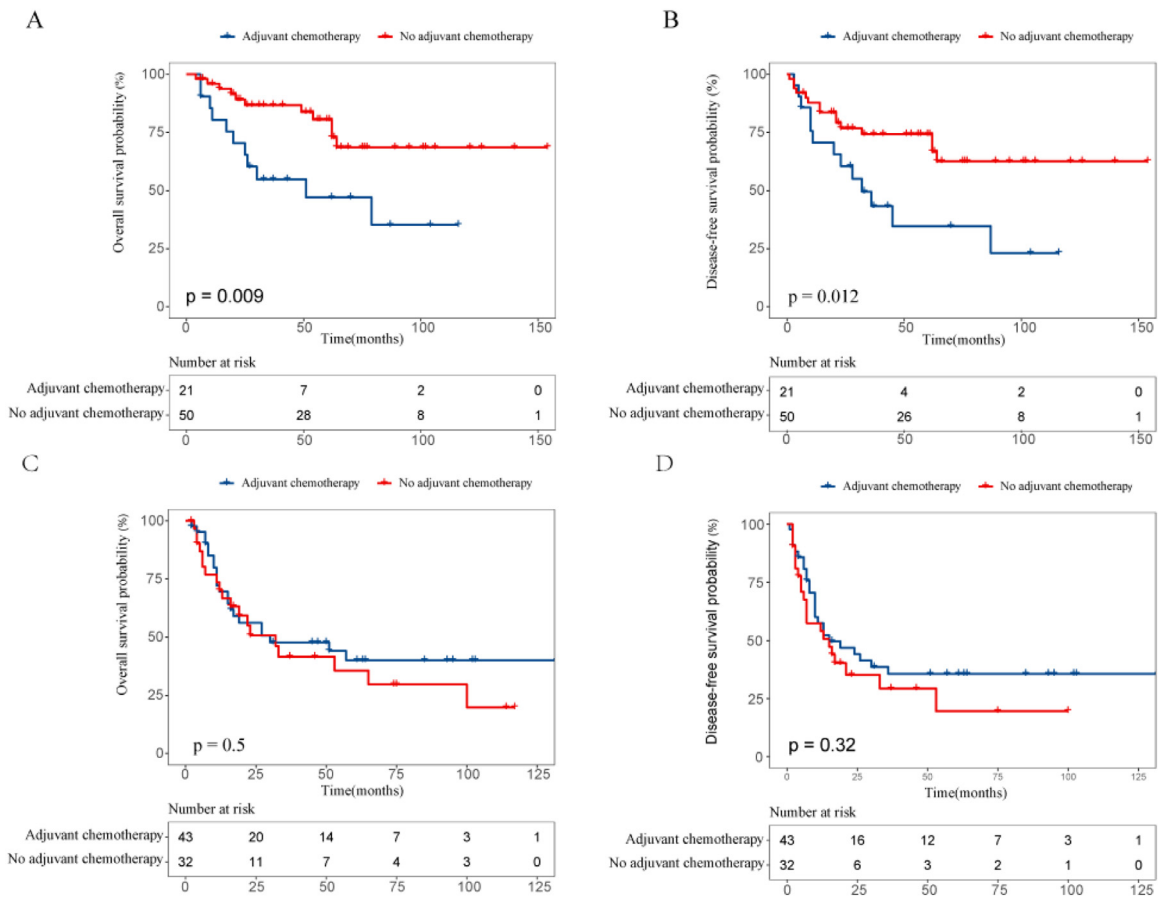 A
Adjuvant chemotherapy No adjuvant chemotherapy
100
75
50
25
0
Overall survival probability (%)
p = 0.009
0 50 100 150
Time(months)
Number at risk
Adjuvant chemotherapy 21 7 2 0
No adjuvant chemotherapy 50 28 8 1
0 50 100 150
B
Adjuvant chemotherapy No adjuvant chemotherapy
100
75
50
25
0
Disease-free survival probability (%)
p = 0.012
0 50 100 150
Time(months)
Number at risk
Adjuvant chemotherapy 21 4 2 0
No adjuvant chemotherapy 50 26 8 1
0 50 100 150
C
Adjuvant chemotherapy No adjuvant chemotherapy
100
75
50
25
0
Overall survival probability (%)
p = 0.5
0 25 50 75 100 125
Time(months)
Number at risk
Adjuvant chemotherapy 43 20 14 7 3 1
No adjuvant chemotherapy 32 11 7 4 3 0
0 25 50 75 100 125
D
Adjuvant chemotherapy No adjuvant chemotherapy
100
75
50
25
0
Disease-free survival probability (%)
p = 0.32
0 25 50 75 100 125
Time(months)
Number at risk
Adjuvant chemotherapy 43 16 12 7 3 1
No adjuvant chemotherapy 32 6 3 2 1 0
0 25 50 75 100 125